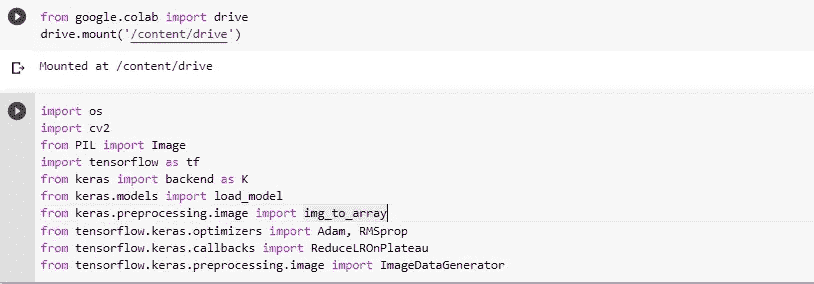 from google.colab import drive
drive.mount('/content/drive')
Mounted at /content/drive
import os
import cv2
from PIL import Image
import tensorflow as tf
from keras import backend as K
from keras.models import load_model
from keras.preprocessing.image import img_to_array
from tensorflow.keras.optimizers import Adam, RMSprop
from tensorflow.keras.callbacks import ReduceLROnPlateau
from tensorflow.keras.preprocessing.image import ImageDataGenerator